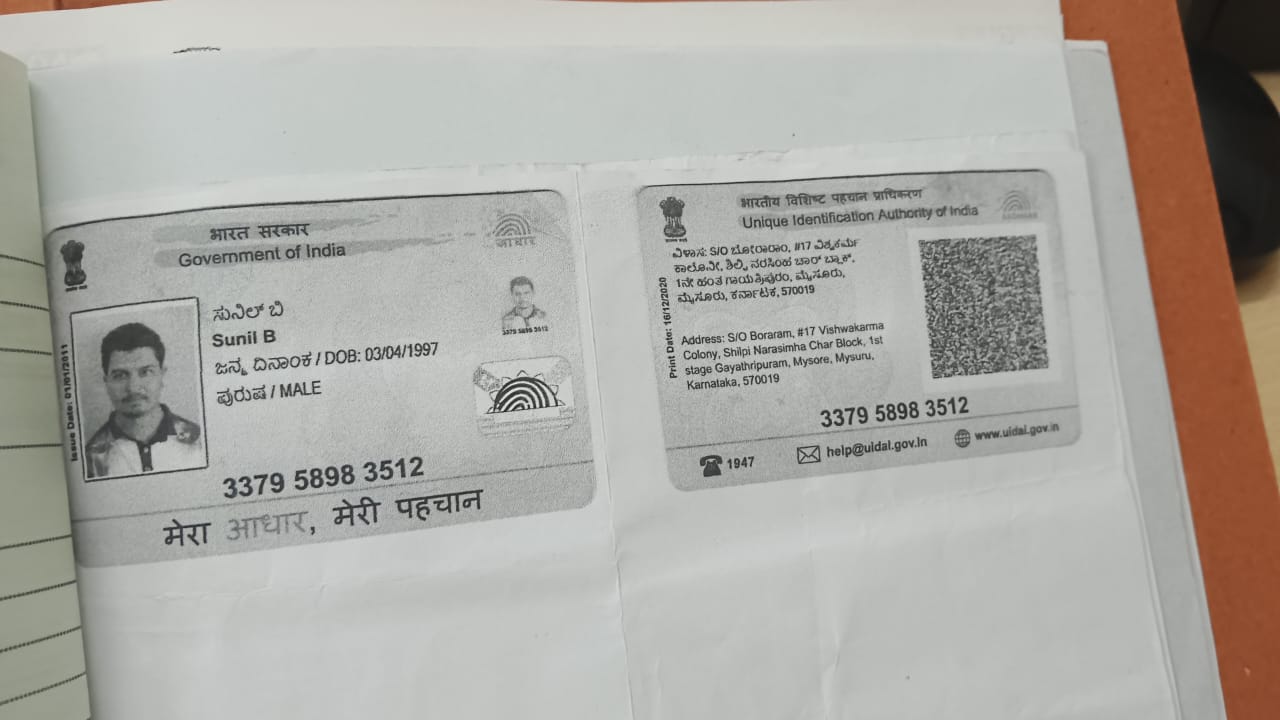 भारत सरकार
Government of India
आधार
Issue Date: 01/01/2011
ಸುನಿಲ್ ಬಿ
Sunil B
ಜನ್ಮ ದಿನಾಂಕ / DOB: 03/04/1997
ಪುರುಷ / MALE
3379 5898 3512
3379 5898 3512
मेरा आधार, मेरी पहचान
भारतीय विशिष्ट पहचान प्राधिकरण
Unique Identification Authority of India
AADHAAR
Print Date: 16/12/2020
ವಿಳಾಸ: S/O ಬೋರಾರಾಂ, #17 ವಿಶ್ವಕರ್ಮ
ಕಾಲೋನೀ, ಶಿಲ್ಪಿ ನರಸಿಂಹ ಚಾರ್ ಬ್ಲಾಕ್,
1ನೇ ಹಂತ ಗಾಯತ್ರಿಪುರಂ, ಮೈಸೂರು,
ಮೈಸೂರು, ಕರ್ನಾಟಕ, 570019
Address: S/O Boraram, #17 Vishwakarma
Colony, Shilpi Narasimha Char Block, 1st
stage Gayathripuram, Mysore, Mysuru,
Karnataka, 570019
3379 5898 3512
1947
help@uidai.gov.in
www.uidai.gov.in